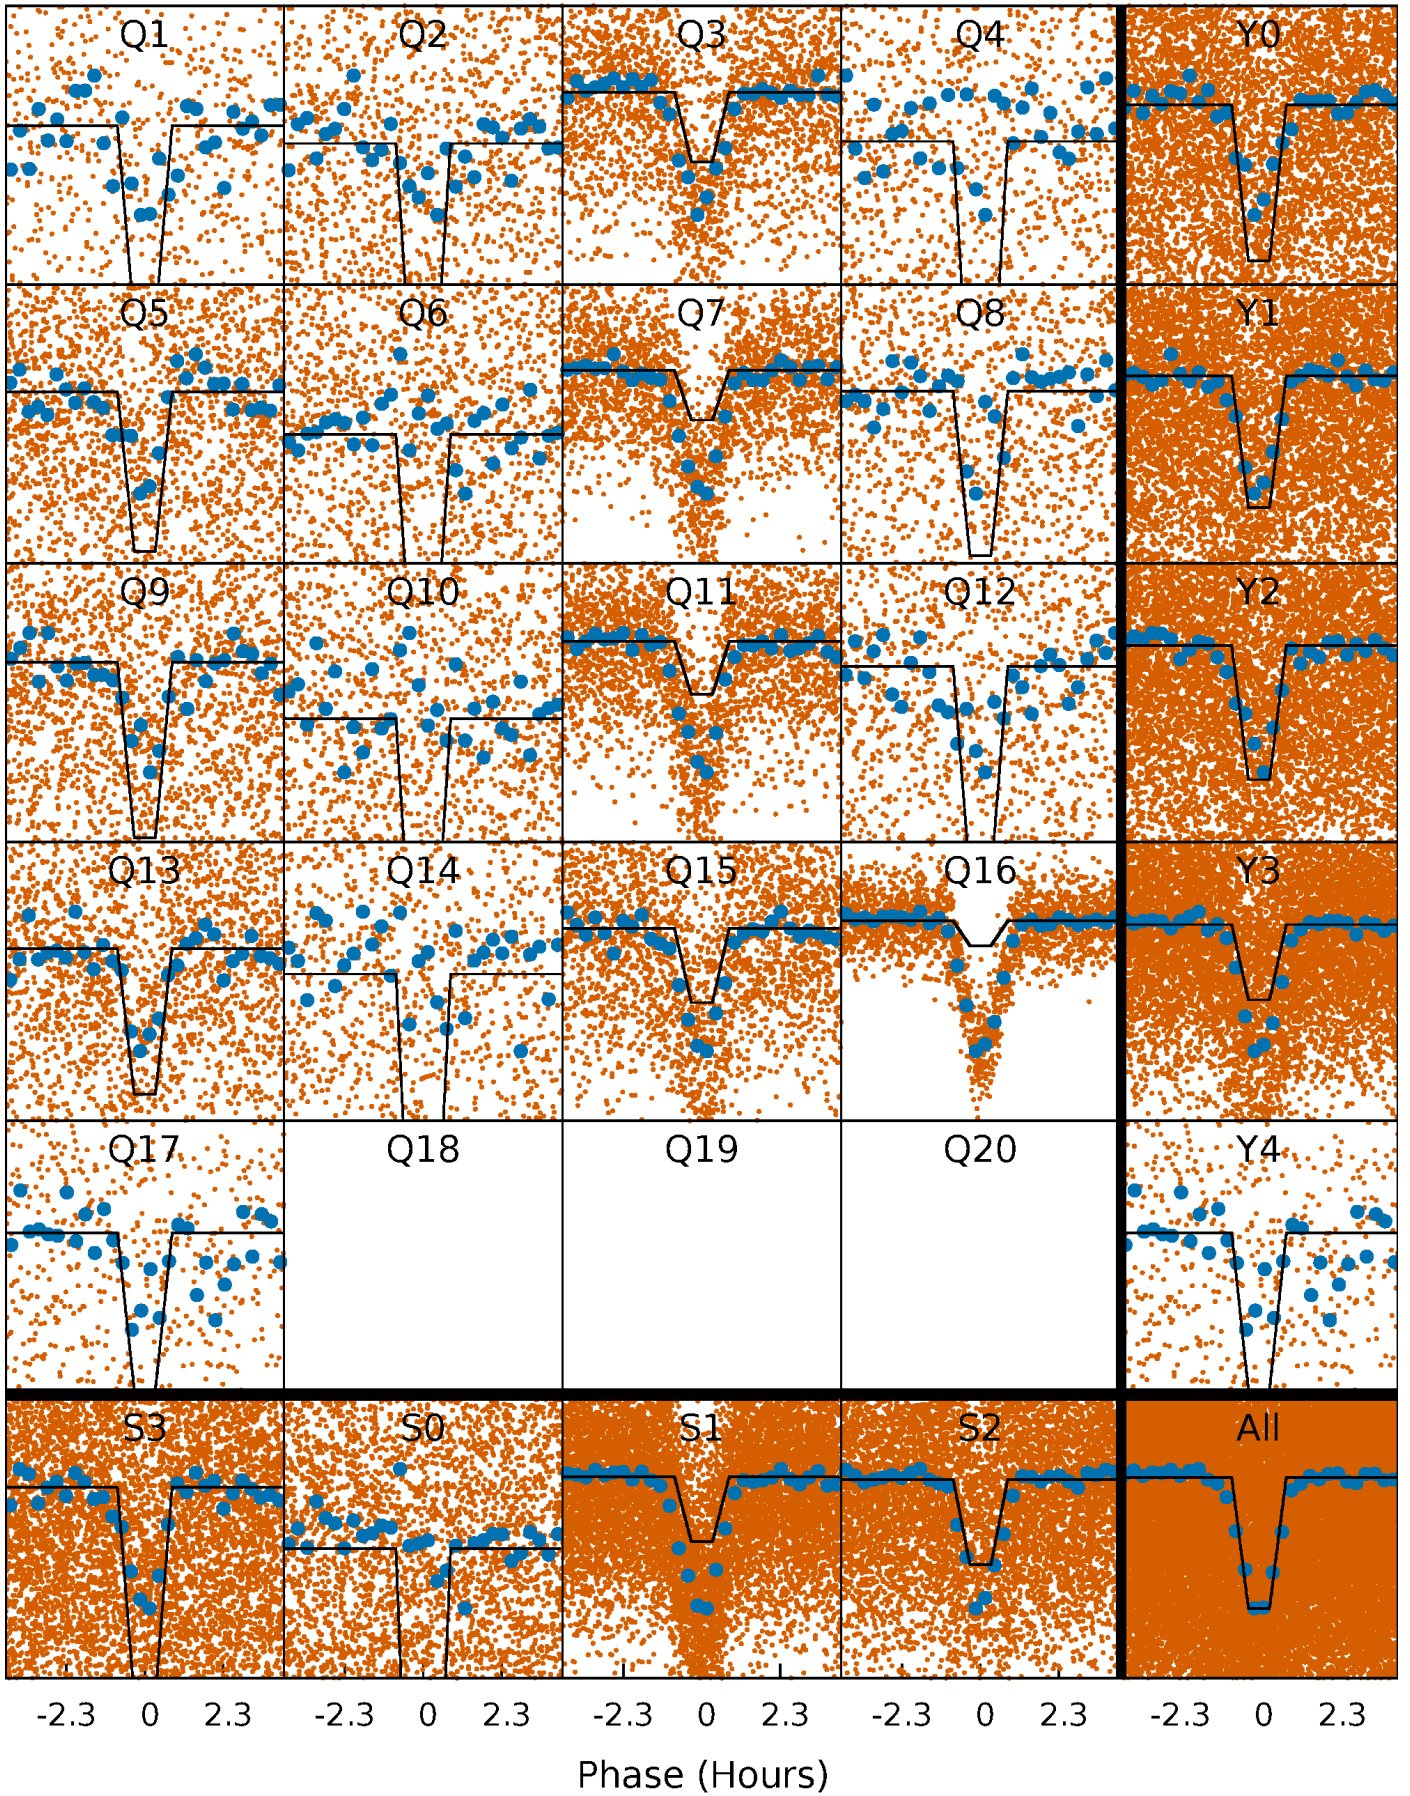 Q1 Q2 Q3 Q4 Y0
Q5 Q6 Q7 Q8 Y1
Q9 Q10 Q11 Q12 Y2
Q13 Q14 Q15 Q16 Y3
Q17 Q18 Q19 Q20 Y4
S3 S0 S1 S2 All
-2.3 0 2.3 -2.3 0 2.3 -2.3 0 2.3 -2.3 0 2.3 -2.3 0 2.3
Phase (Hours)